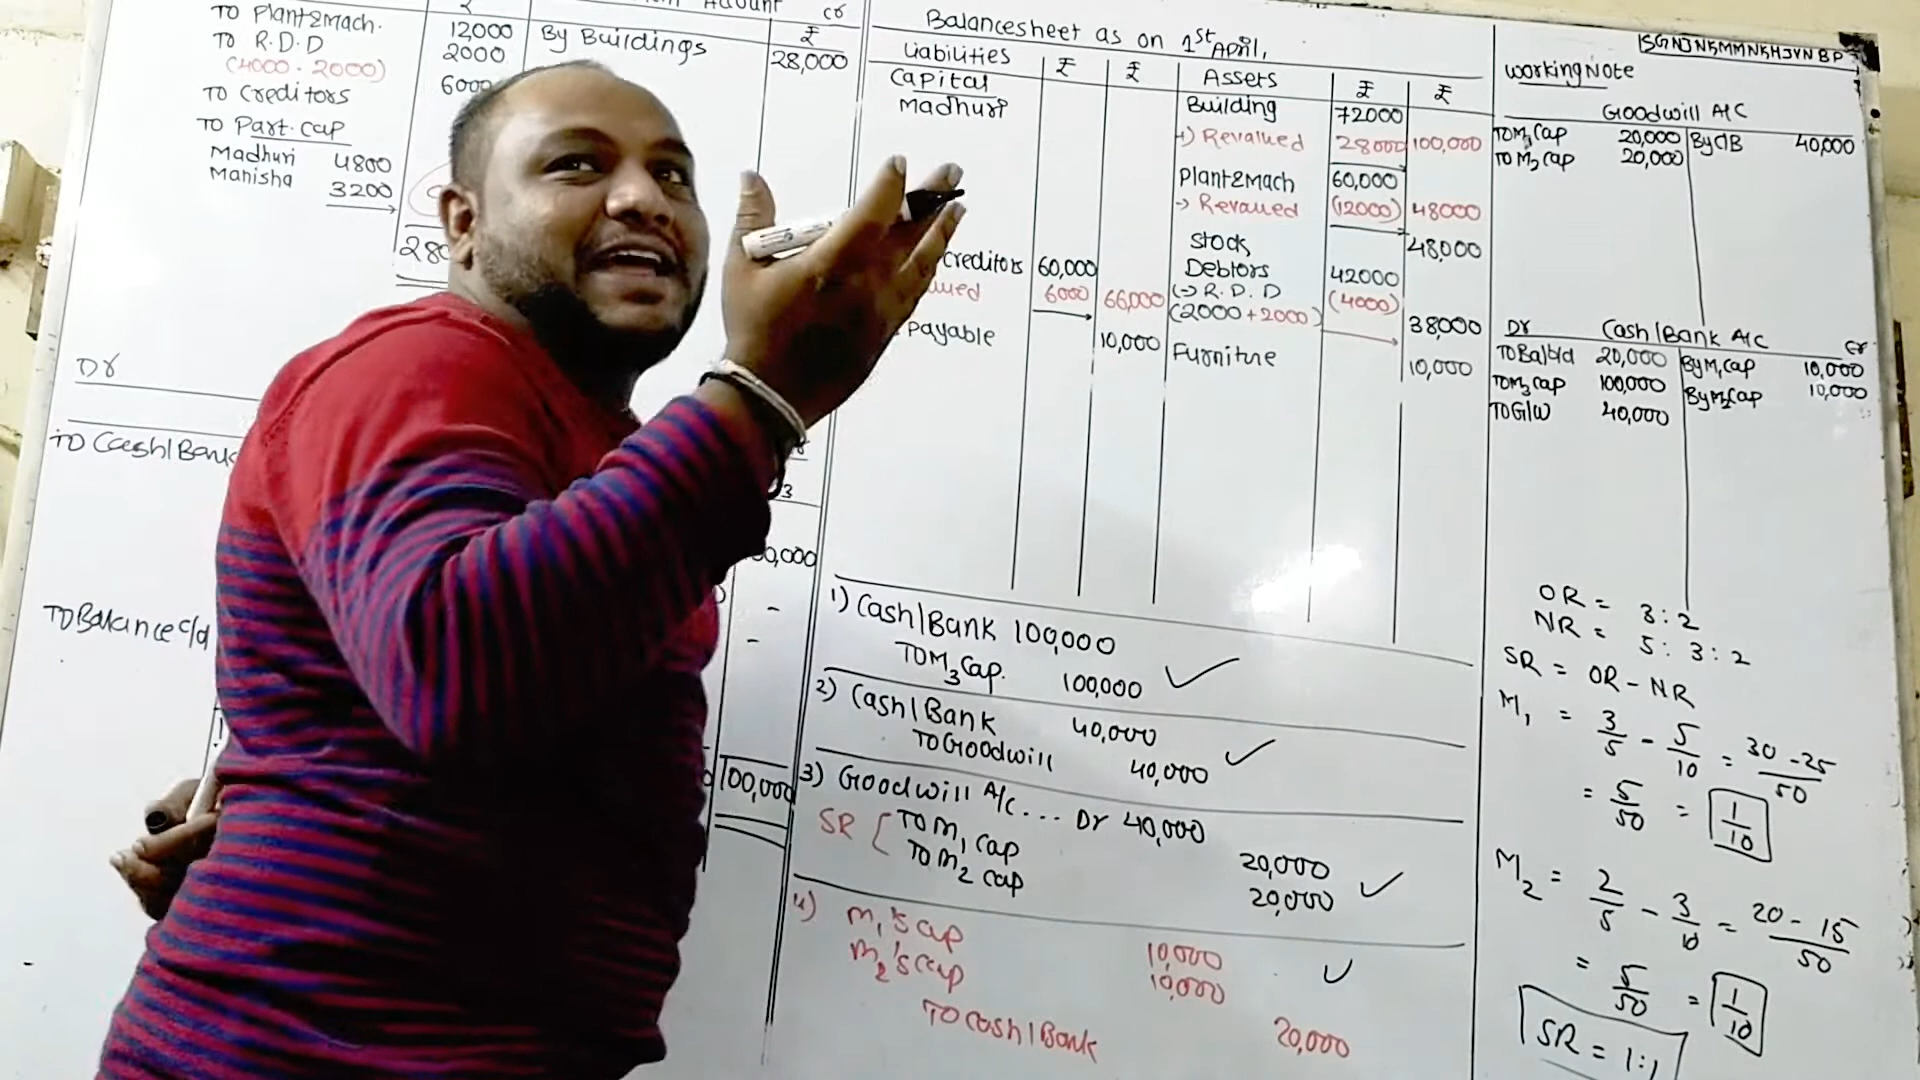 Account cr
To Plant&Mach. 12000 By Buildings ₹
To R.D.D 2000 28,000
(4000-2000)
To Creditors 6000
To Part. cap
Madhuri 4800
Manisha 3200
280
Dr
To Cash/Bank
3
00,000
To Balance c/d
-
-
100,000
Balancesheet as on 1st April,
Liabilities ₹ ₹ Assets ₹ ₹
Capital Building 72000
Madhuri +) Revalued 28000 100,000
Plant&Mach 60,000
-> Revalued (12000) 48000
Stock 48,000
creditors 60,000 Debtors 42000
lued 6000 66,000 (-> R.D.D (4000)
(2000+2000) 38000
payable 10,000 Furniture 10,000
1) Cash/Bank 100,000
To M3 Cap. 100,000
2) Cash/Bank 40,000
To Goodwill 40,000
3) Goodwill A/c... Dr 40,000
SR [ To M1 Cap 20,000
To M2 Cap 20,000
4) M1's cap 10,000
M2's cap 10,000
To cash/Bank 20,000
Working Note
Goodwill A/C
To M1 Cap 20,000 By C/B 40,000
To M2 Cap 20,000
Dr Cash/Bank A/C cr
To Bal b/d 20,000 By M1 Cap 10,000
To M3 Cap 100,000 By M2 Cap 10,000
To G/W 40,000
OR = 3:2
NR = 5:3:2
SR = OR - NR
M1 = 3/5 - 5/10 = 30-25/50
= 5/50 = 1/10
M2 = 2/5 - 3/10 = 20-15/50
= 5/50 = 1/10
SR = 1:1